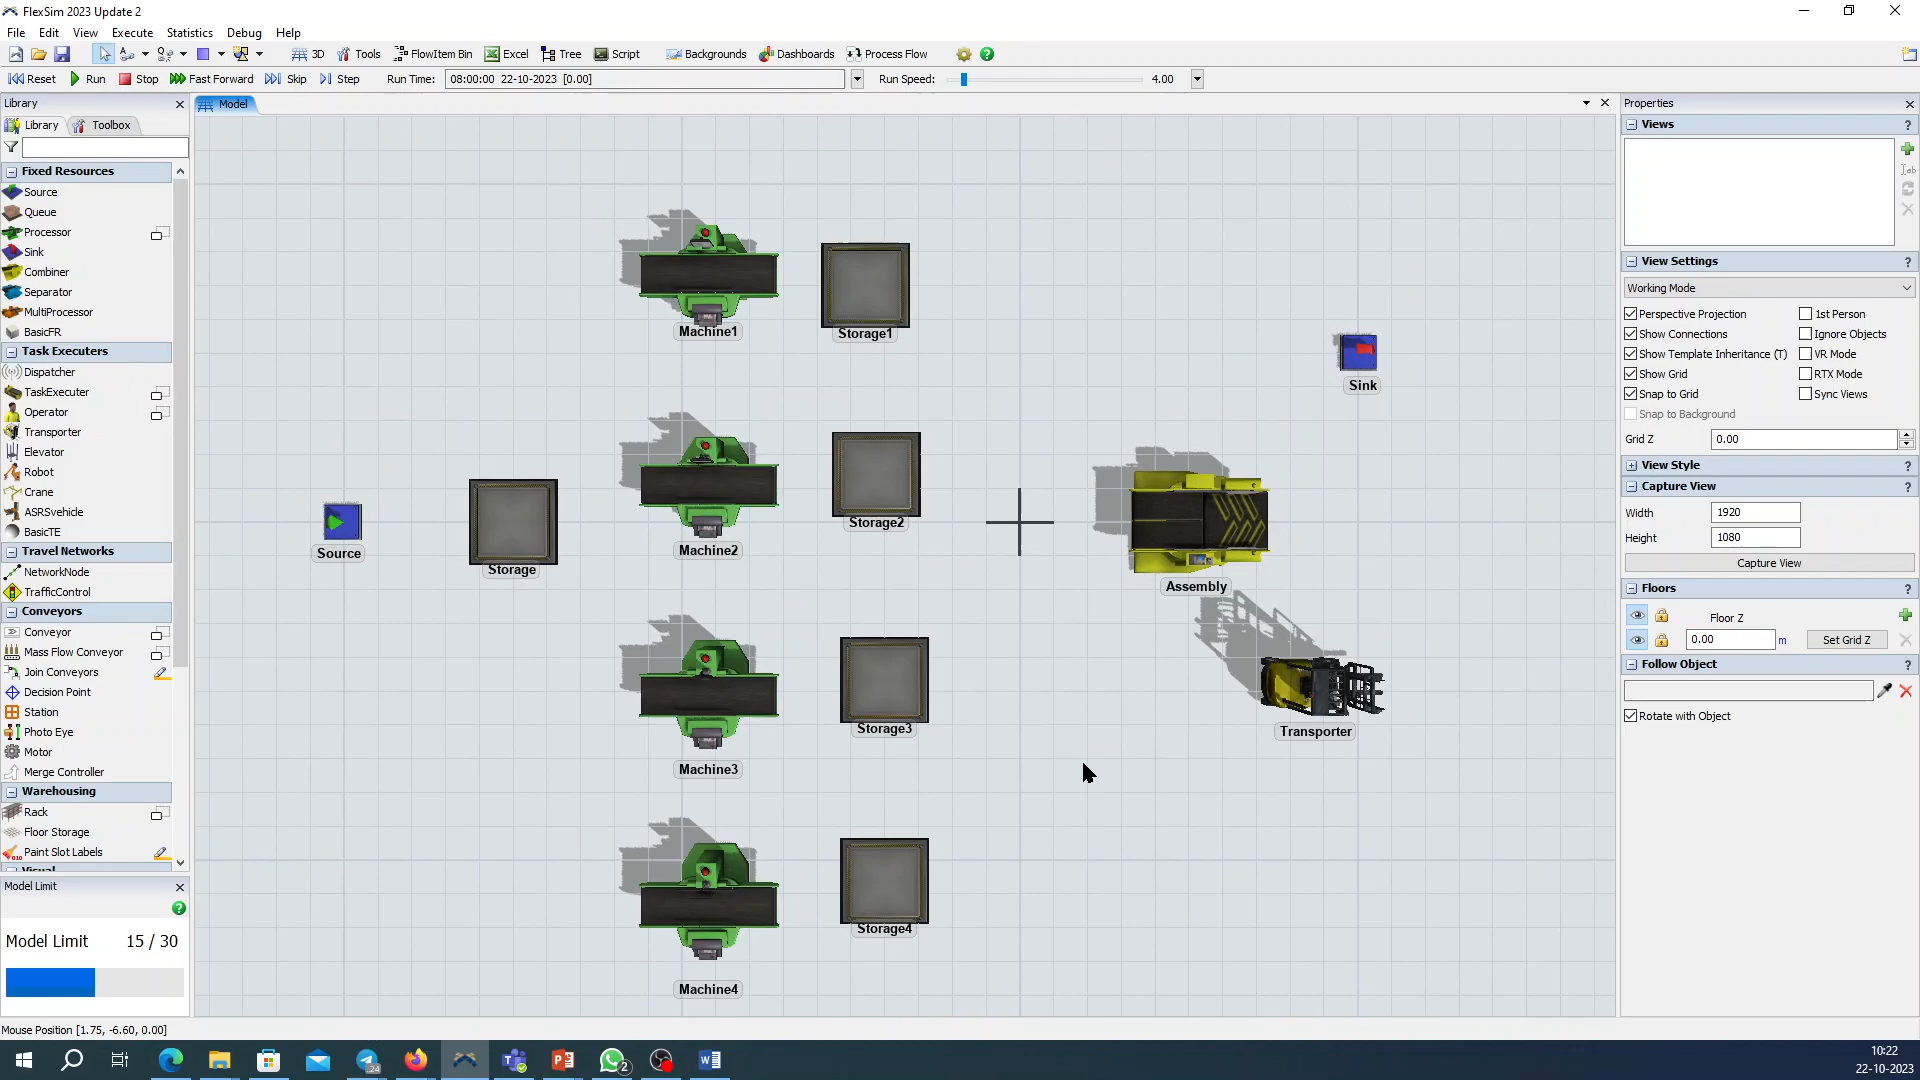 FlexSim 2023 Update 2
File Edit View Execute Statistics Debug Help
3D Tools FlowItem Bin Excel Tree Script Backgrounds Dashboards Process Flow
Reset Run Stop Fast Forward Skip Step Run Time: 08:00:00 22-10-2023 [0.00] Run Speed: 4.00
Library
Library Toolbox
Fixed Resources
Source
Queue
Processor
Sink
Combiner
Separator
MultiProcessor
BasicFR
Task Executers
Dispatcher
TaskExecuter
Operator
Transporter
Elevator
Robot
Crane
ASRSvehicle
BasicTE
Travel Networks
NetworkNode
TrafficControl
Conveyors
Conveyor
Mass Flow Conveyor
Join Conveyors
Decision Point
Station
Photo Eye
Motor
Merge Controller
Warehousing
Rack
Floor Storage
Paint Slot Labels
Visual
Model Limit
Model Limit 15 / 30
Mouse Position [1.75, -6.60, 0.00]
Model
Machine1
Storage1
Sink
Machine2
Storage2
Source
Storage
Assembly
Machine3
Storage3
Transporter
Machine4
Storage4
Properties
Views
View Settings
Working Mode
Perspective Projection 1st Person
Show Connections Ignore Objects
Show Template Inheritance (T) VR Mode
Show Grid RTX Mode
Snap to Grid Sync Views
Snap to Background
Grid Z 0.00
View Style
Capture View
Width 1920
Height 1080
Capture View
Floors
Floor Z
0.00 m Set Grid Z
Follow Object
Rotate with Object
24
2
10:22
22-10-2023